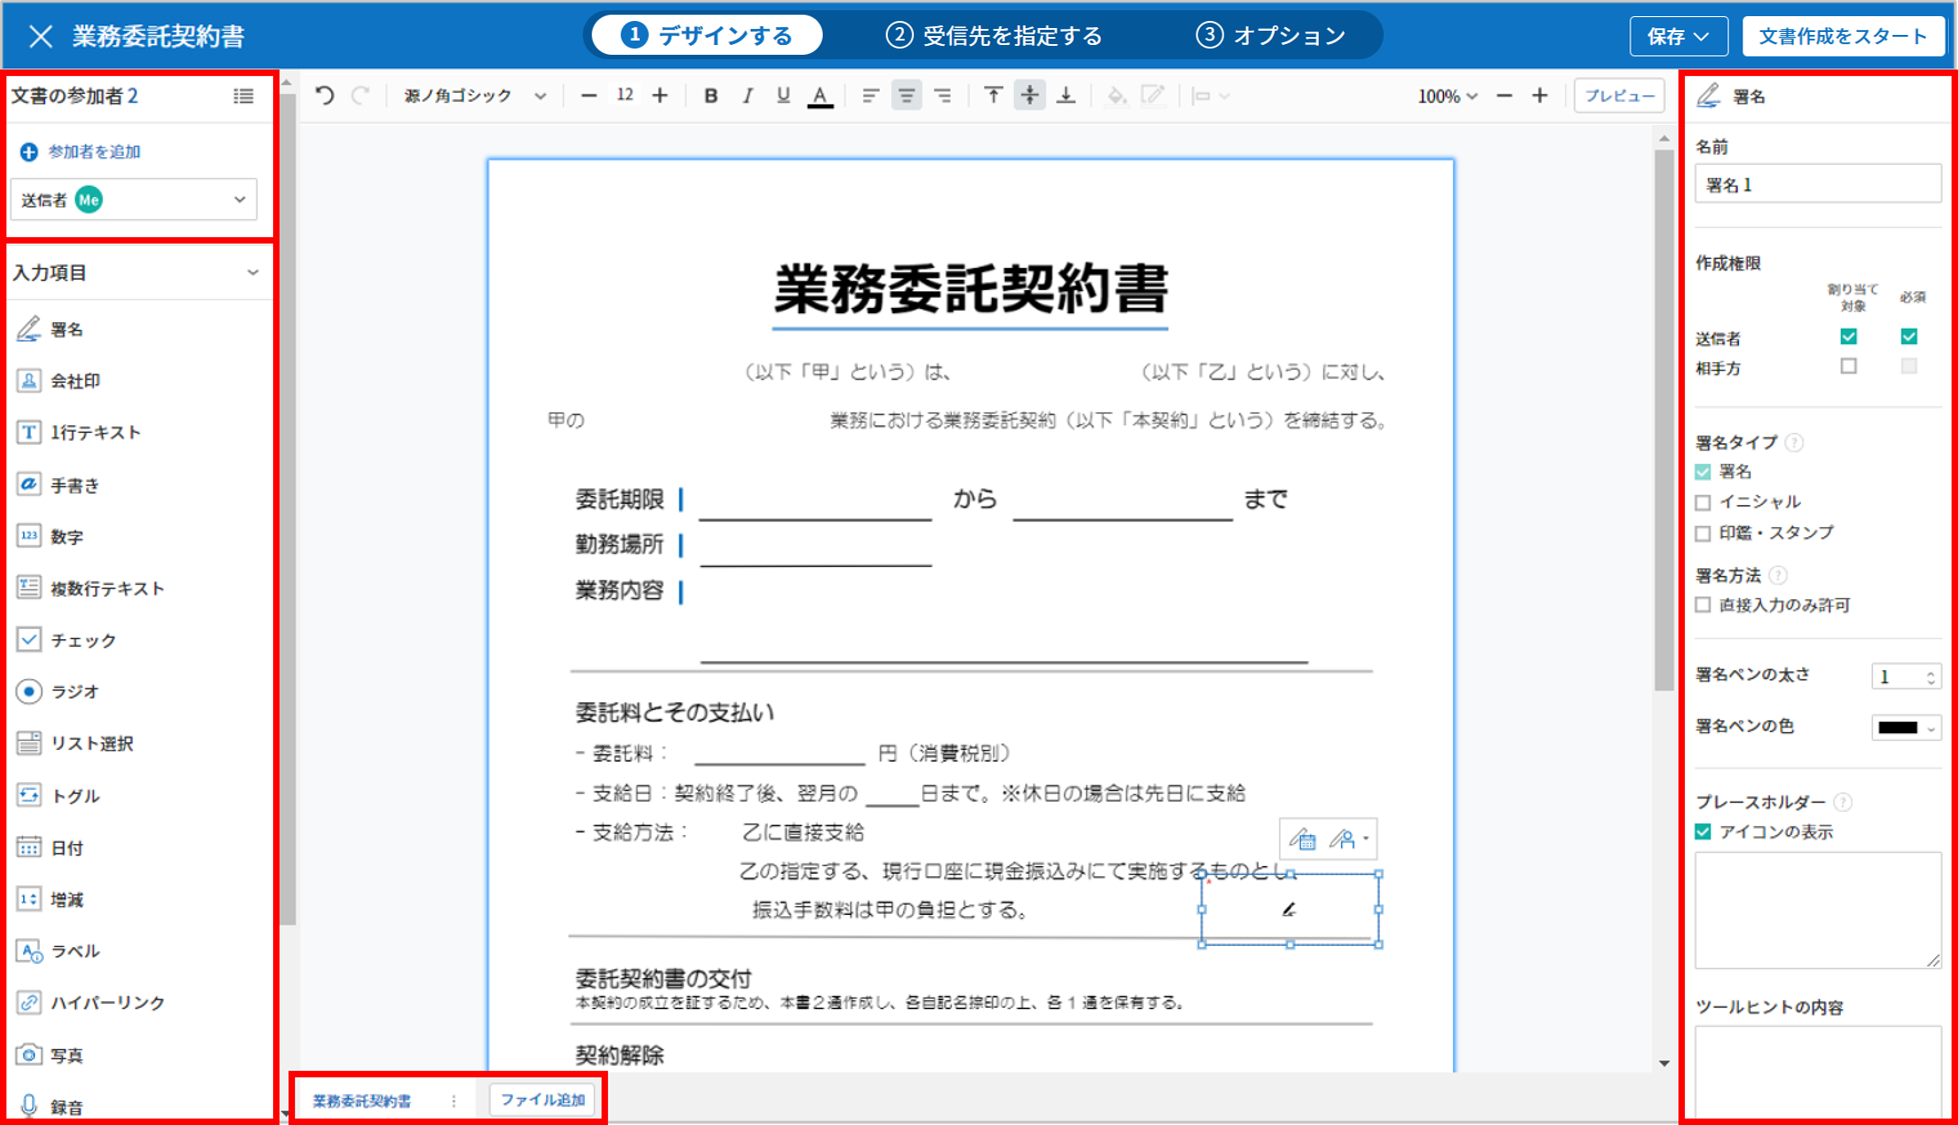 業務委託契約書
1 デザインする
2 受信先を指定する
3 オプション
保存
文書作成をスタート
文書の参加者 2
参加者を追加
送信者 Me
入力項目
署名
会社印
1行テキスト
手書き
数字
複数行テキスト
チェック
ラジオ
リスト選択
トグル
日付
増減
ラベル
ハイパーリンク
写真
録音
源ノ角ゴシック
12
B I U A
100%
プレビュー
業務委託契約書
（以下「甲」という）は、 （以下「乙」という）に対し、
甲の 業務における業務委託契約（以下「本契約」という）を締結する。
委託期限 から まで
勤務場所
業務内容
委託料とその支払い
- 委託料： 円（消費税別）
- 支給日：契約終了後、翌月の 日まで。※休日の場合は先日に支給
- 支給方法： 乙に直接支給
乙の指定する、現行口座に現金振込みにて実施するものとし、
振込手数料は甲の負担とする。
委託契約書の交付
本契約の成立を証するため、本書２通作成し、各自記名捺印の上、各１通を保有する。
契約解除
業務委託契約書
ファイル追加
署名
名前
署名 1
作成権限
割り当て
対象
必須
送信者
相手方
署名タイプ ?
署名
イニシャル
印鑑・スタンプ
署名方法 ?
直接入力のみ許可
署名ペンの太さ 1
署名ペンの色
プレースホルダー ?
アイコンの表示
ツールヒントの内容